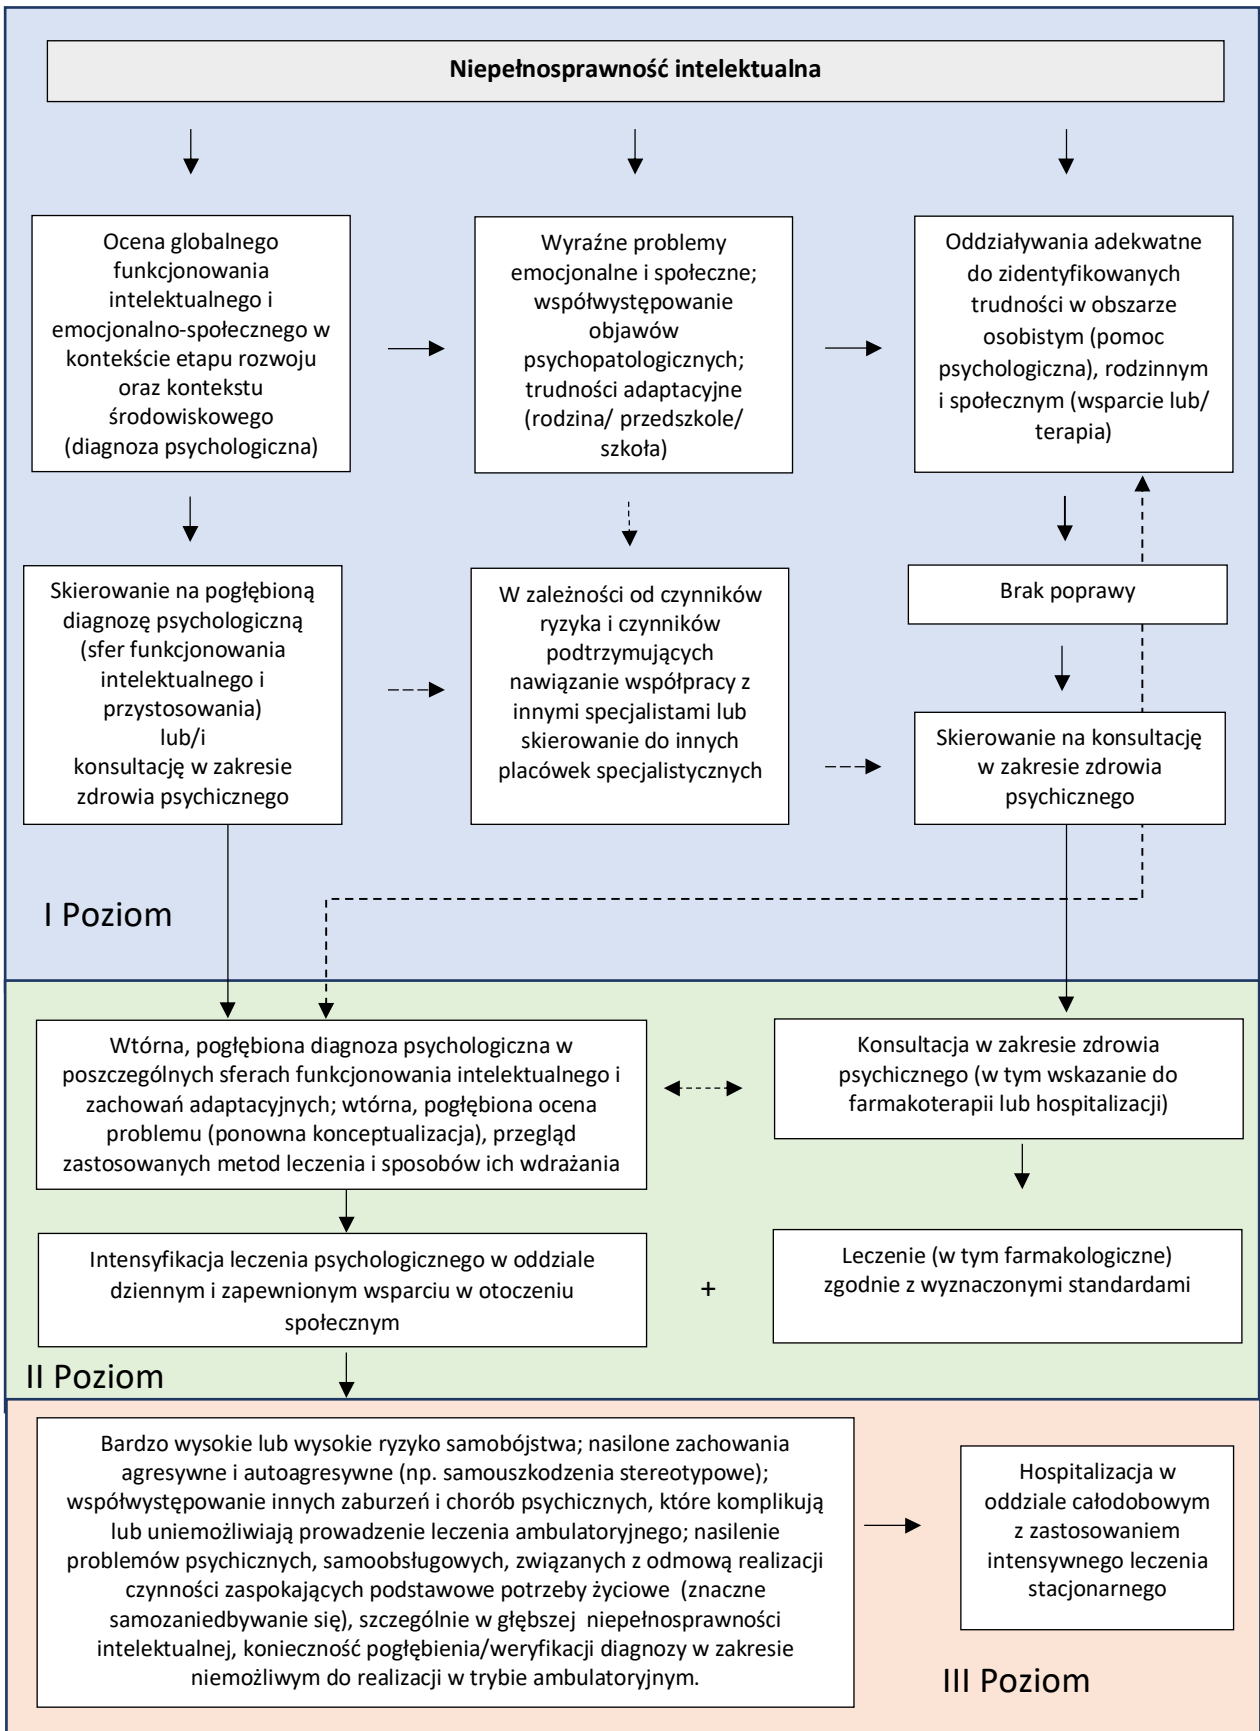 Niepełnosprawność intelektualna
Ocena globalnego
funkcjonowania
intelektualnego i
emocjonalno-społecznego w
kontekście etapu rozwoju
oraz kontekstu
środowiskowego
(diagnoza psychologiczna)
Wyraźne problemy
emocjonalne i społeczne;
współwystępowanie
objawów
psychopatologicznych;
trudności adaptacyjne
(rodzina/ przedszkole/
szkoła)
Oddziaływania adekwatne
do zidentyfikowanych
trudności w obszarze
osobistym (pomoc
psychologiczna), rodzinnym
i społecznym (wsparcie lub/
terapia)
Skierowanie na pogłębioną
diagnozę psychologiczną
(sfer funkcjonowania
intelektualnego i
przystosowania)
lub/i
konsultację w zakresie
zdrowia psychicznego
W zależności od czynników
ryzyka i czynników
podtrzymujących
nawiązanie współpracy z
innymi specjalistami lub
skierowanie do innych
placówek specjalistycznych
Brak poprawy
Skierowanie na konsultację
w zakresie zdrowia
psychicznego
I Poziom
Wtórna, pogłębiona diagnoza psychologiczna w
poszczególnych sferach funkcjonowania intelektualnego i
zachowań adaptacyjnych; wtórna, pogłębiona ocena
problemu (ponowna konceptualizacja), przegląd
zastosowanych metod leczenia i sposobów ich wdrażania
Konsultacja w zakresie zdrowia
psychicznego (w tym wskazanie do
farmakoterapii lub hospitalizacji)
Intensyfikacja leczenia psychologicznego w oddziale
dziennym i zapewnionym wsparciu w otoczeniu
społecznym
+
Leczenie (w tym farmakologiczne)
zgodnie z wyznaczonymi standardami
II Poziom
Bardzo wysokie lub wysokie ryzyko samobójstwa; nasilone zachowania
agresywne i autoagresywne (np. samouszkodzenia stereotypowe);
współwystępowanie innych zaburzeń i chorób psychicznych, które komplikują
lub uniemożliwiają prowadzenie leczenia ambulatoryjnego; nasilenie
problemów psychicznych, samoobsługowych, związanych z odmową realizacji
czynności zaspokajających podstawowe potrzeby życiowe (znaczne
samozaniedbywanie się), szczególnie w głębszej niepełnosprawności
intelektualnej, konieczność pogłębienia/weryfikacji diagnozy w zakresie
niemożliwym do realizacji w trybie ambulatoryjnym.
Hospitalizacja w
oddziale całodobowym
z zastosowaniem
intensywnego leczenia
stacjonarnego
III Poziom